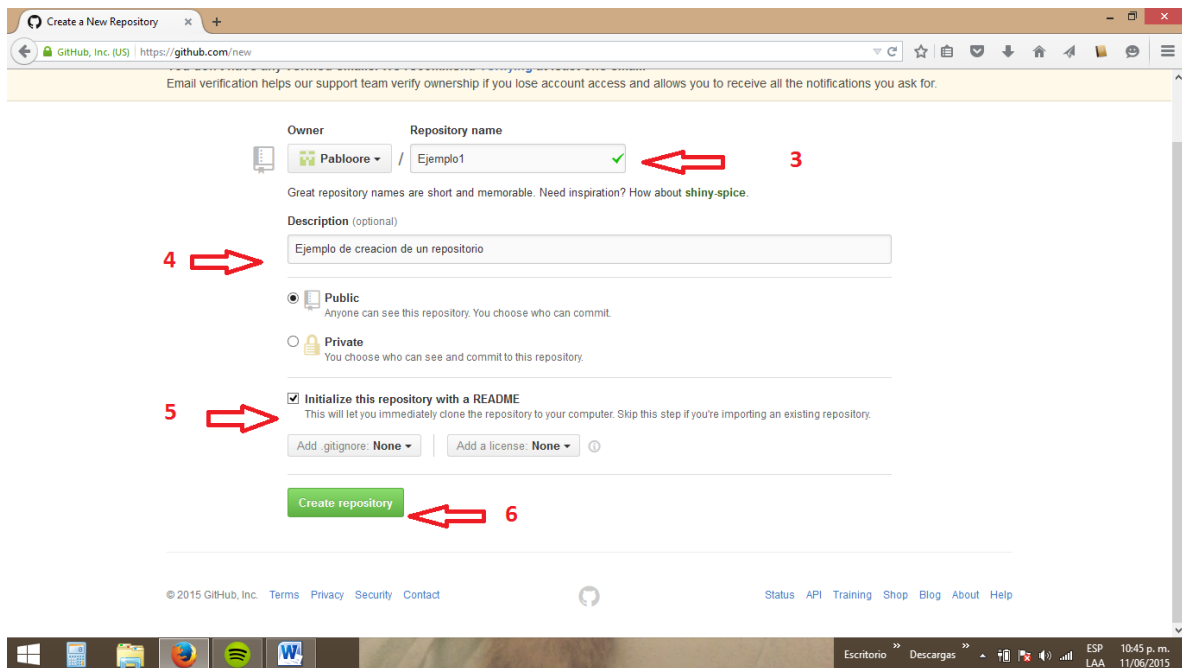 Create a New Repository
GitHub, Inc. (US) https://github.com/new
Email verification helps our support team verify ownership if you lose account access and allows you to receive all the notifications you ask for.
Owner Repository name
Pabloore / Ejemplo1
3
Great repository names are short and memorable. Need inspiration? How about shiny-spice.
Description (optional)
Ejemplo de creacion de un repositorio
4
Public
Anyone can see this repository. You choose who can commit.
Private
You choose who can see and commit to this repository.
Initialize this repository with a README
This will let you immediately clone the repository to your computer. Skip this step if you're importing an existing repository.
5
Add .gitignore: None Add a license: None
Create repository
6
© 2015 GitHub, Inc. Terms Privacy Security Contact Status API Training Shop Blog About Help
Escritorio Descargas ESP 10:45 p. m.
LAA 11/06/2015